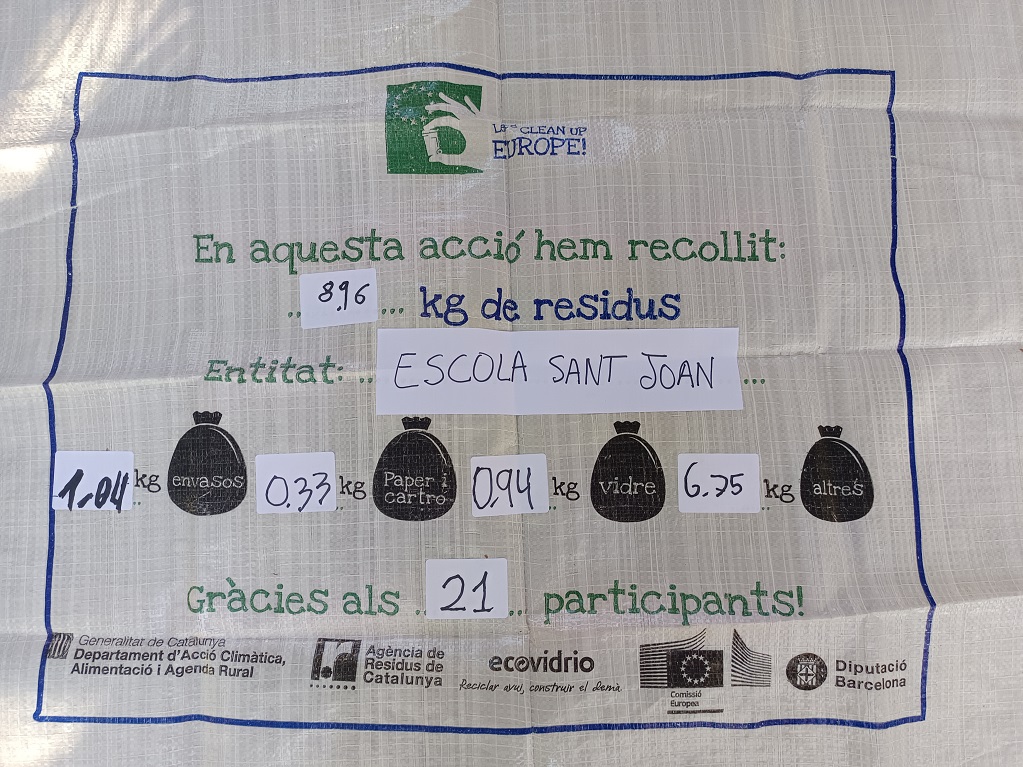 Let's CLEAN UP
EUROPE!
En aquesta acció hem recollit:
..8.96... kg de residus
Entitat: .. ESCOLA SANT JOAN ...
1.04 kg envasos 0.33 kg Paper i cartró 0.94 kg vidre 6.75 kg altres
Gràcies als ..21... participants!
Generalitat de Catalunya
Departament d'Acció Climàtica,
Alimentació i Agenda Rural
Agència de
Residus de
Catalunya
ecovidrio
Reciclar avui, construir el demà
Comissió
Europea
Diputació
Barcelona